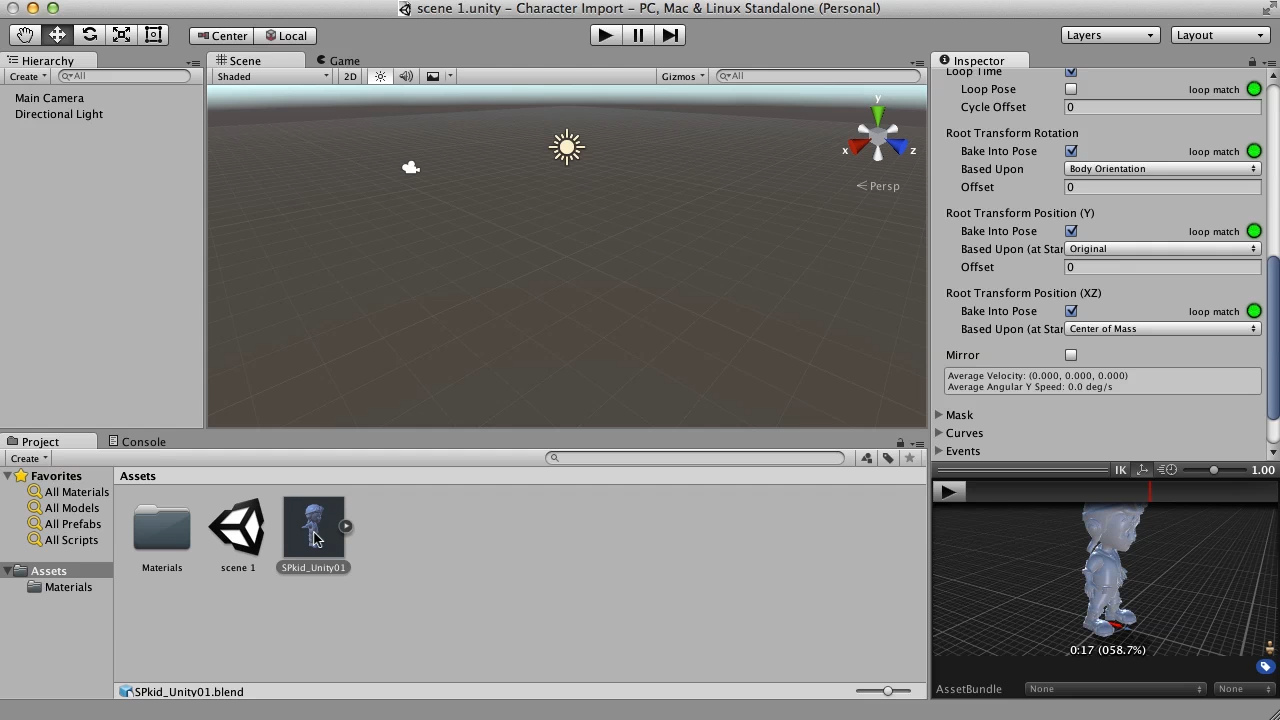 scene 1.unity – Character Import – PC, Mac & Linux Standalone (Personal)
Center Local Layers Layout
Hierarchy
Create All
Main Camera
Directional Light
Scene Game
Shaded 2D Gizmos All
Persp
y
x
z
Inspector
Loop Time
Loop Pose loop match
Cycle Offset 0
Root Transform Rotation
Bake Into Pose loop match
Based Upon Body Orientation
Offset 0
Root Transform Position (Y)
Bake Into Pose loop match
Based Upon (at Star Original
Offset 0
Root Transform Position (XZ)
Bake Into Pose loop match
Based Upon (at Star Center of Mass
Mirror
Average Velocity: (0.000, 0.000, 0.000)
Average Angular Y Speed: 0.0 deg/s
Mask
Curves
Events
IK 1.00
0:17 (058.7%)
AssetBundle None None
Project Console
Create
Favorites
All Materials
All Models
All Prefabs
All Scripts
Assets
Materials
Assets
Materials
scene 1
SPkid_Unity01
SPkid_Unity01.blend